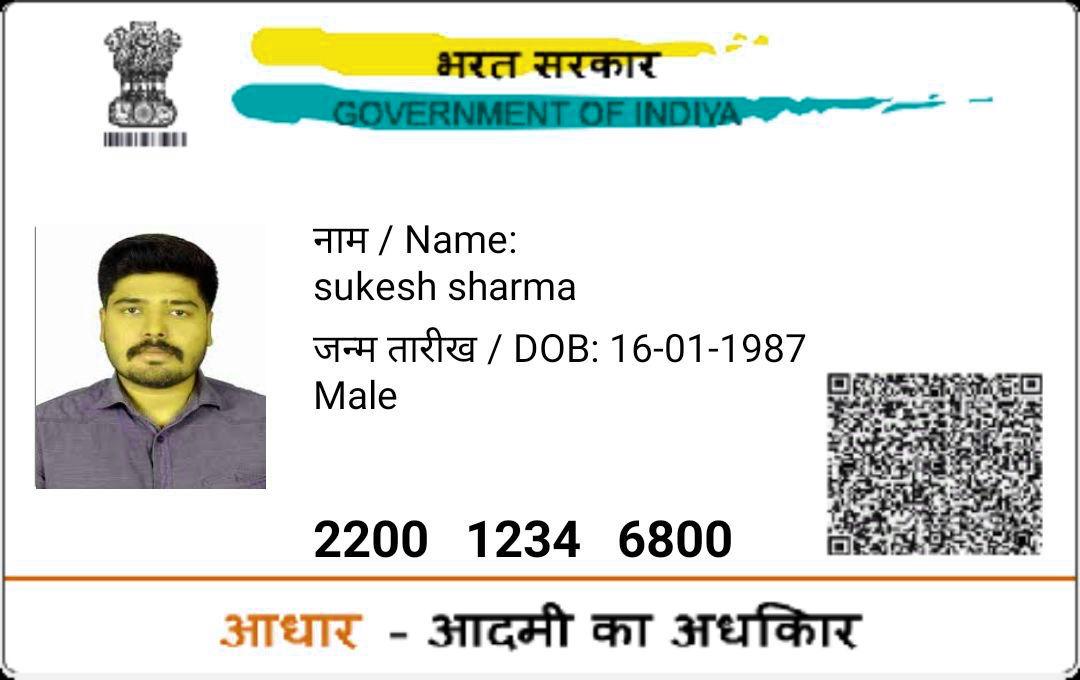 भरत सरकार
GOVERNMENT OF INDIYA
नाम / Name:
sukesh sharma
जन्म तारीख / DOB: 16-01-1987
Male
2200 1234 6800
आधार - आदमी का अधकिार